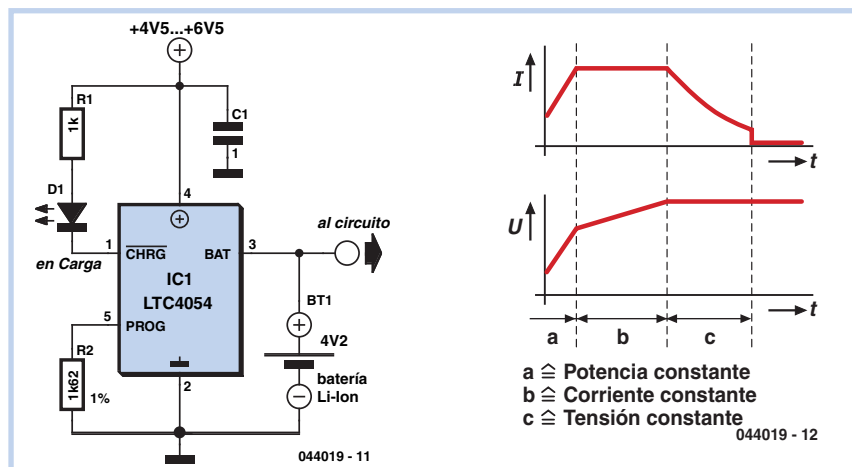 +4V5...+6V5
R1
1k
C1
1
D1
4
1
CHRG
BAT
3
al circuito
en Carga
IC1
LTC4054
5
PROG
BT1
R2
1k62
1%
2
4V2
batería
Li-Ion
044019 - 11
I
t
U
t
a
b
c
a ≙ Potencia constante
b ≙ Corriente constante
c ≙ Tensión constante
044019 - 12